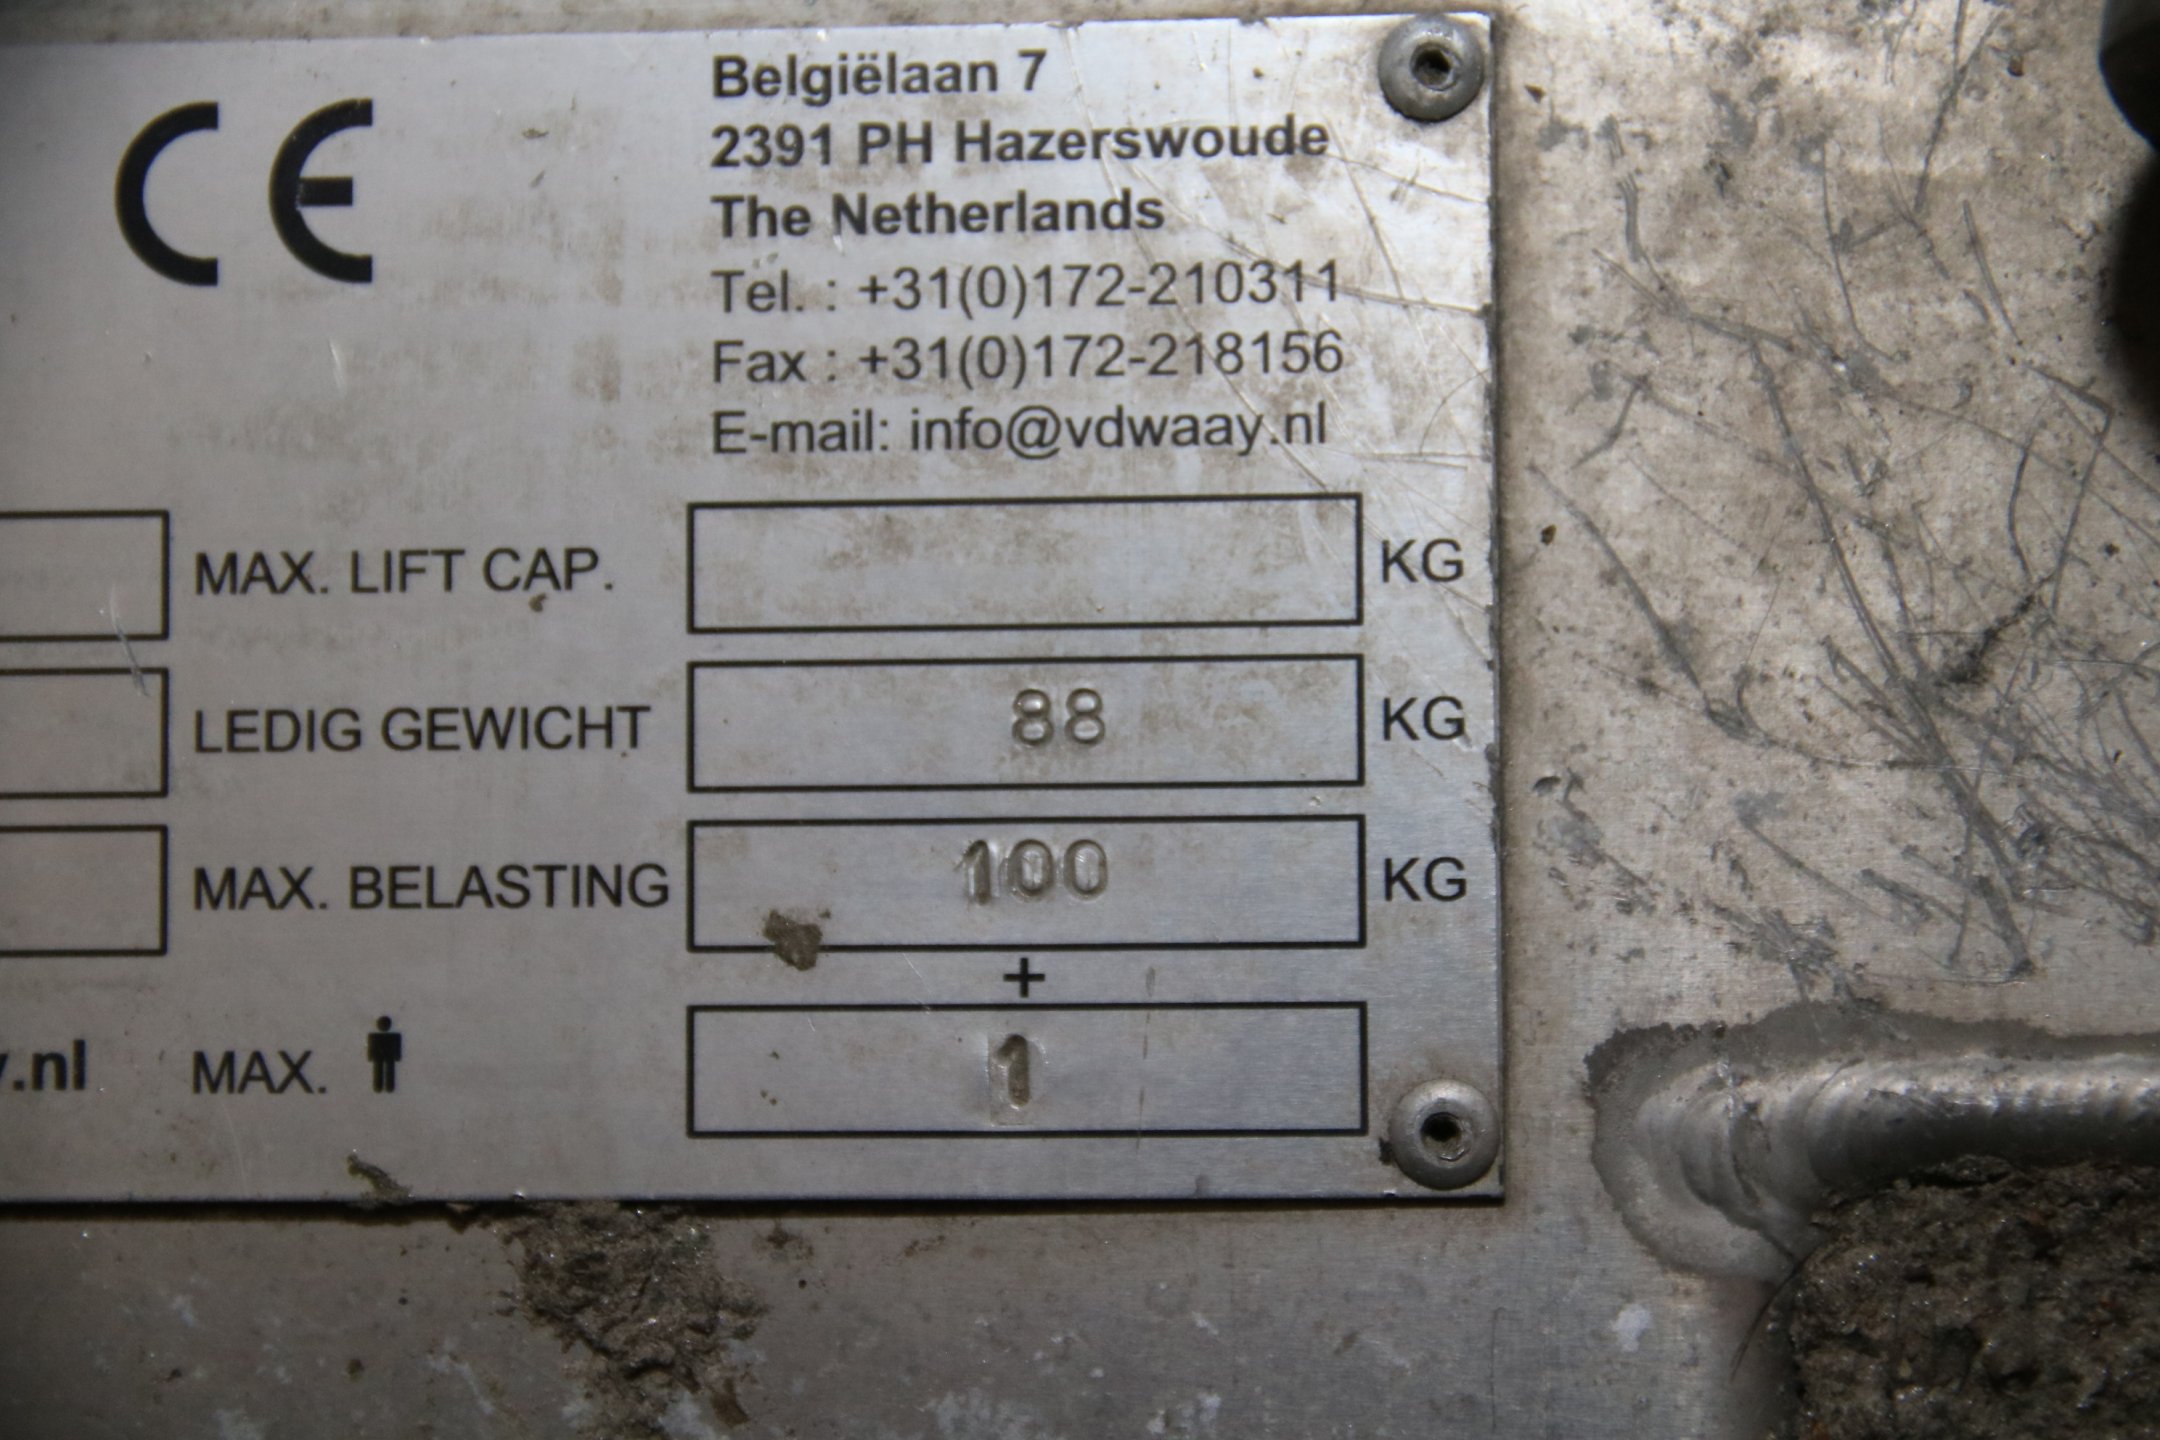 CE
Belgiëlaan 7
2391 PH Hazerswoude
The Netherlands
Tel. : +31(0)172-210311
Fax : +31(0)172-218156
E-mail: info@vdwaay.nl
MAX. LIFT CAP. KG
LEDIG GEWICHT 88 KG
MAX. BELASTING 100 KG
+
.nl MAX. 1